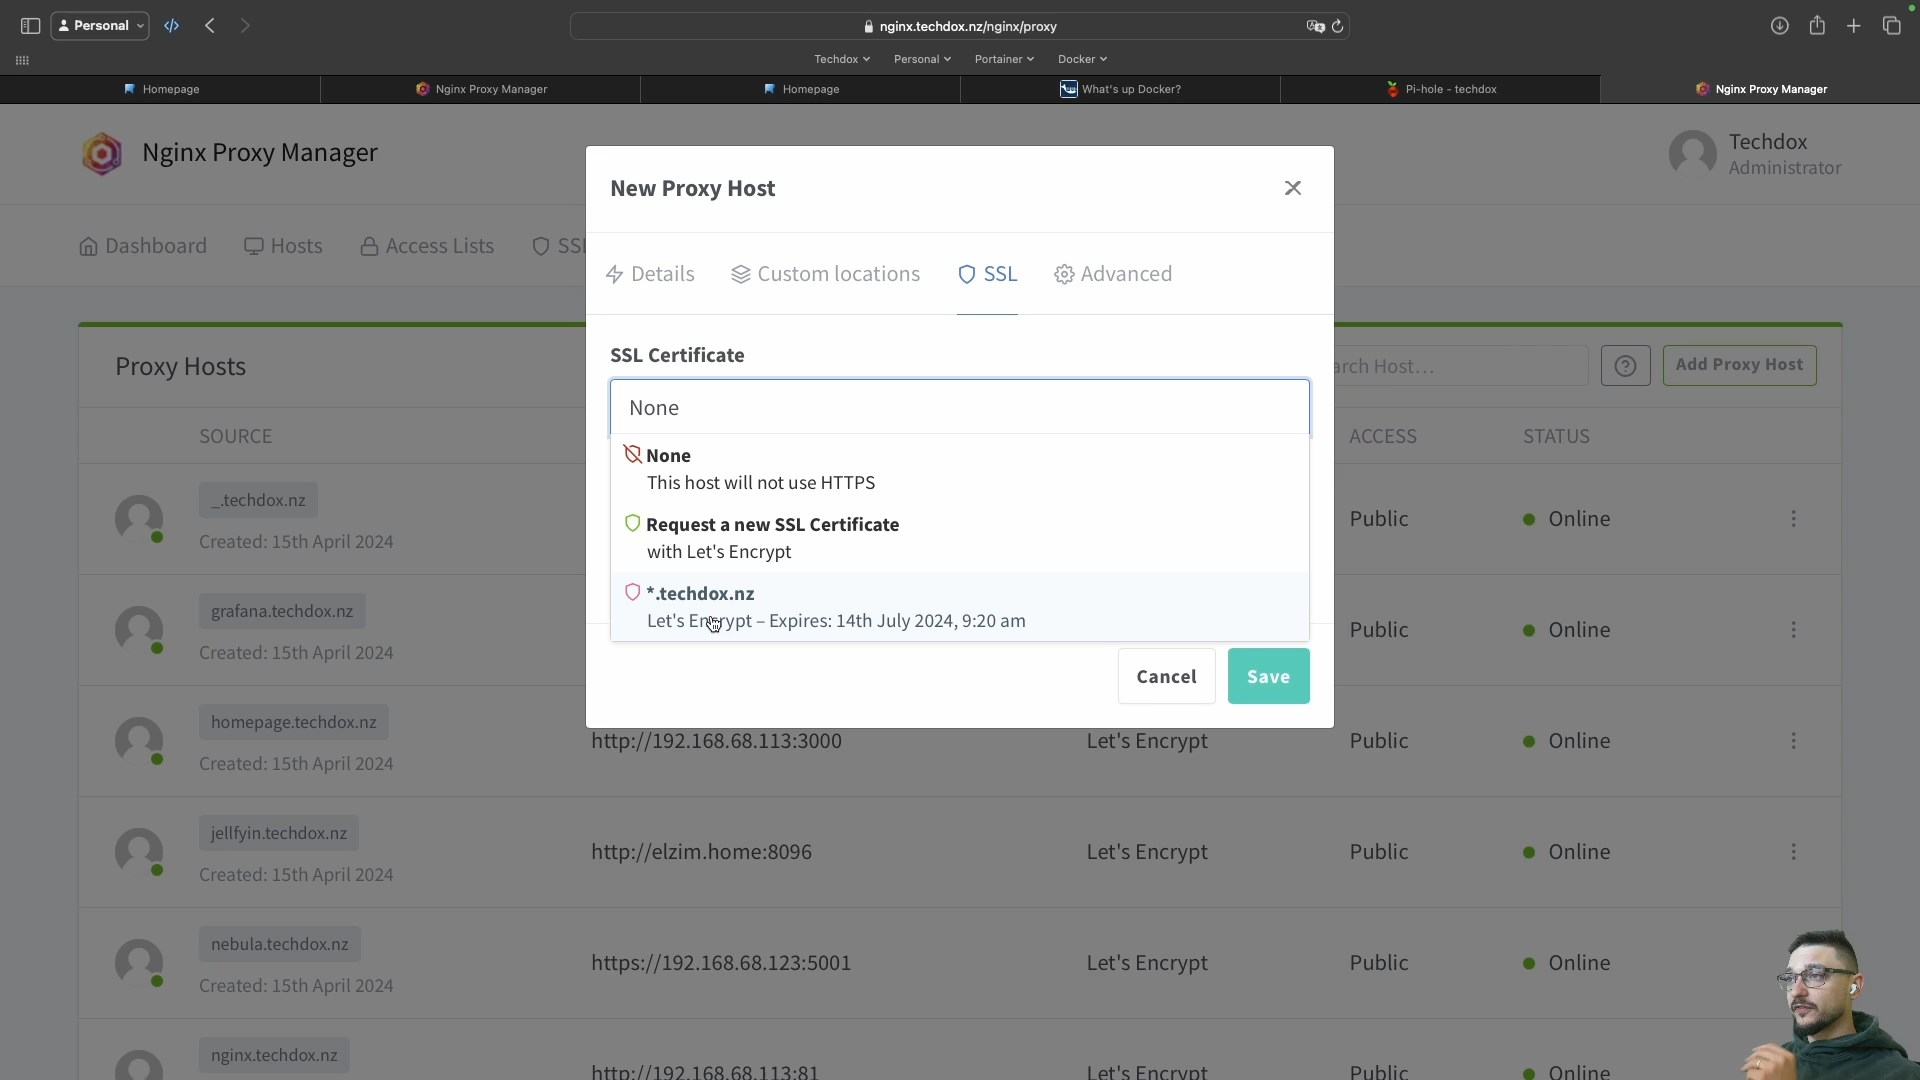 Personal
nginx.techdox.nz/nginx/proxy
Techdox
Personal
Portainer
Docker
Homepage
Nginx Proxy Manager
Homepage
What's up Docker?
Pi-hole - techdox
Nginx Proxy Manager
Nginx Proxy Manager
Techdox
Administrator
New Proxy Host
Dashboard
Hosts
Access Lists
SSL
Details
Custom locations
SSL
Advanced
SSL Certificate
None
None
This host will not use HTTPS
Request a new SSL Certificate
with Let's Encrypt
*.techdox.nz
Let's Encrypt – Expires: 14th July 2024, 9:20 am
Cancel
Save
Proxy Hosts
arch Host…
Add Proxy Host
SOURCE
ACCESS
STATUS
_.techdox.nz
Created: 15th April 2024
Public
Online
grafana.techdox.nz
Created: 15th April 2024
Public
Online
homepage.techdox.nz
Created: 15th April 2024
http://192.168.68.113:3000
Let's Encrypt
Public
Online
jellfyin.techdox.nz
Created: 15th April 2024
http://elzim.home:8096
Let's Encrypt
Public
Online
nebula.techdox.nz
Created: 15th April 2024
https://192.168.68.123:5001
Let's Encrypt
Public
Online
nginx.techdox.nz
http://192.168.68.113:81
Let's Encrypt
Public
Online